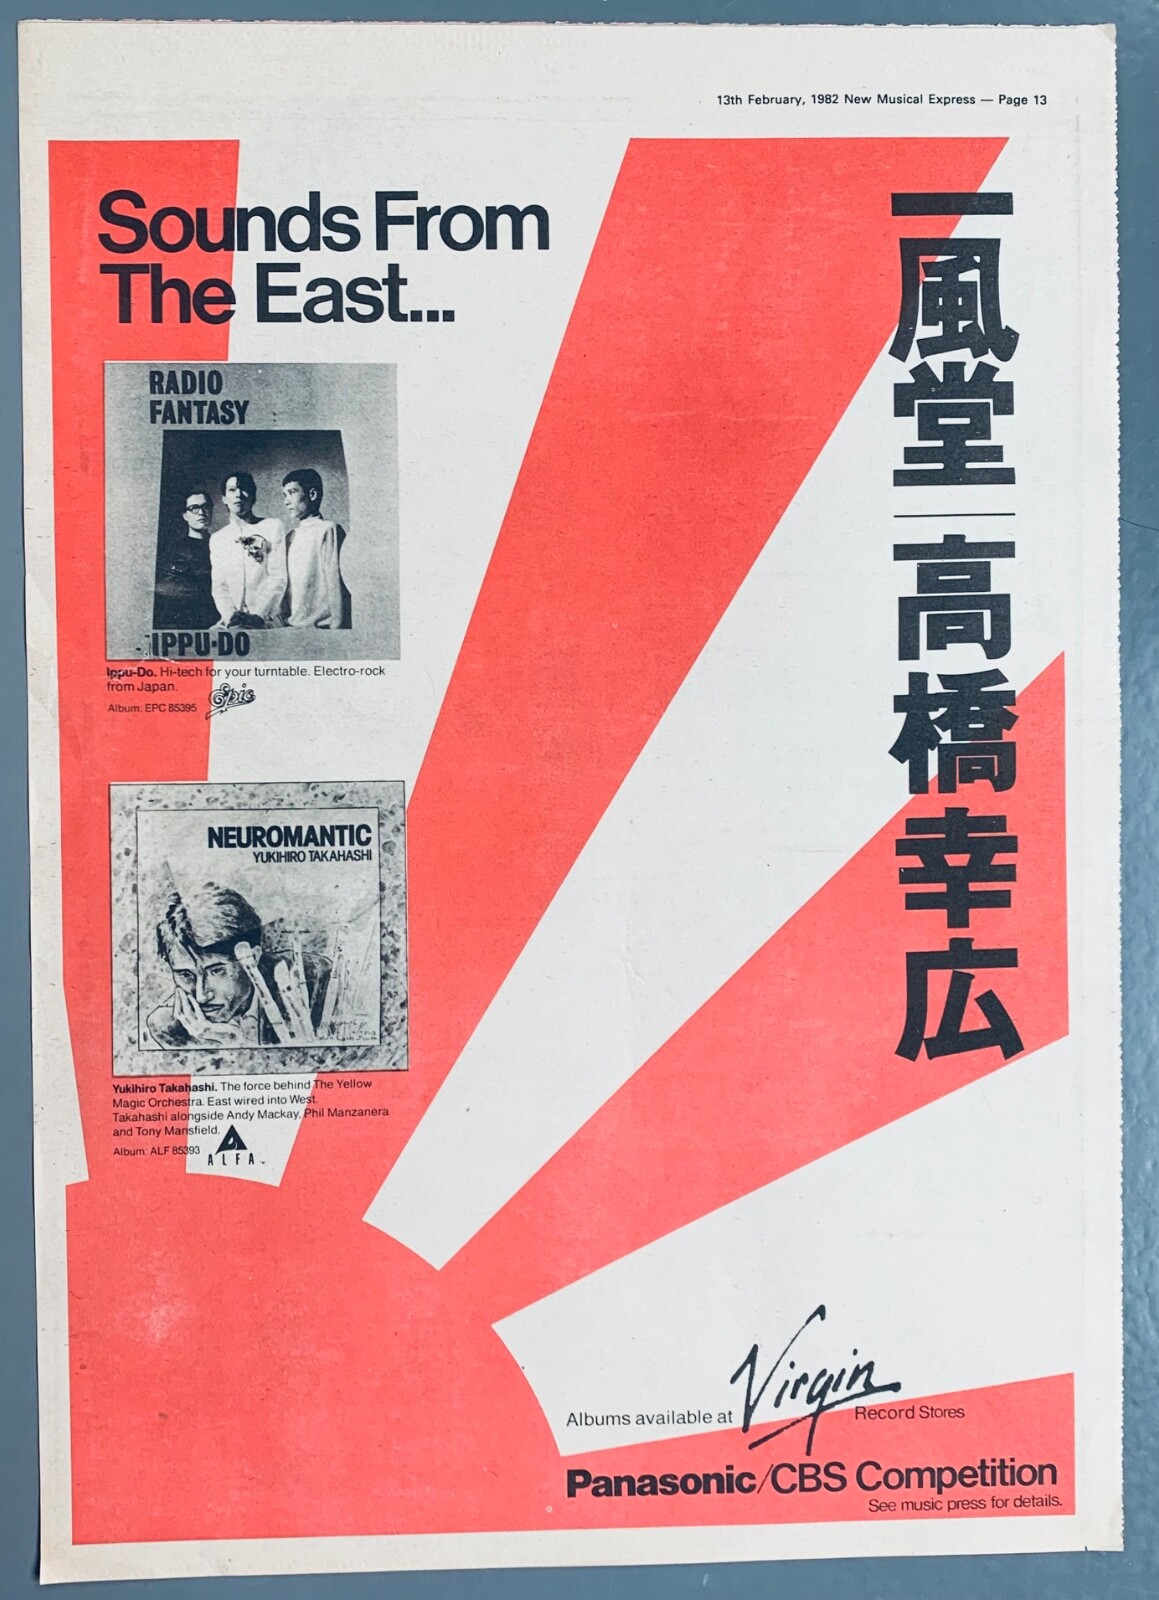 13th February, 1982 New Musical Express — Page 13
Sounds From
The East...
一風堂│高橋幸広
RADIO
FANTASY
IPPU·DO
Ippu-Do. Hi-tech for your turntable. Electro-rock
from Japan.
Epic
Album: EPC 85395
NEUROMANTIC
YUKIHIRO TAKAHASHI
Yukihiro Takahashi. The force behind The Yellow
Magic Orchestra. East wired into West.
Takahashi alongside Andy Mackay, Phil Manzanera
and Tony Mansfield.
Album: ALF 85393
ALFA™
Albums available at Virgin Record Stores
Panasonic/CBS Competition
See music press for details.